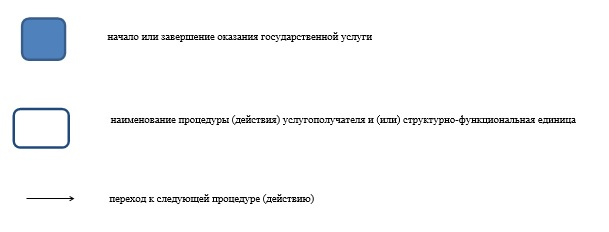 начало или завершение оказания государственной услуги
наименование процедуры (действия) услугополучателя и (или) структурно-функциональная единица
переход к следующей процедуре (действию)